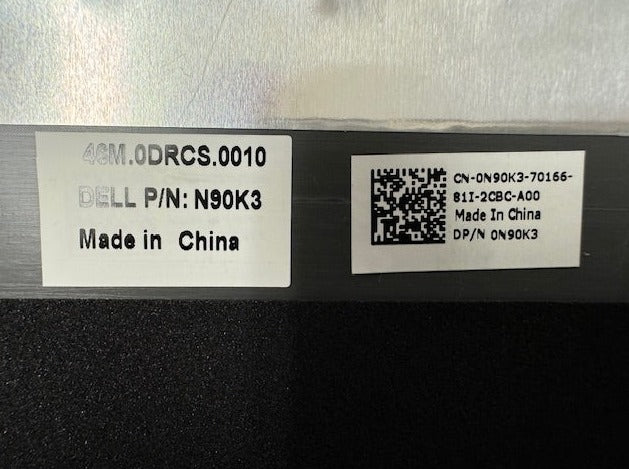 46M.0DRCS.0010
DELL P/N: N90K3
Made in China
CN-0N90K3-70166-
81I-2CBC-A00
Made In China
DP/N 0N90K3